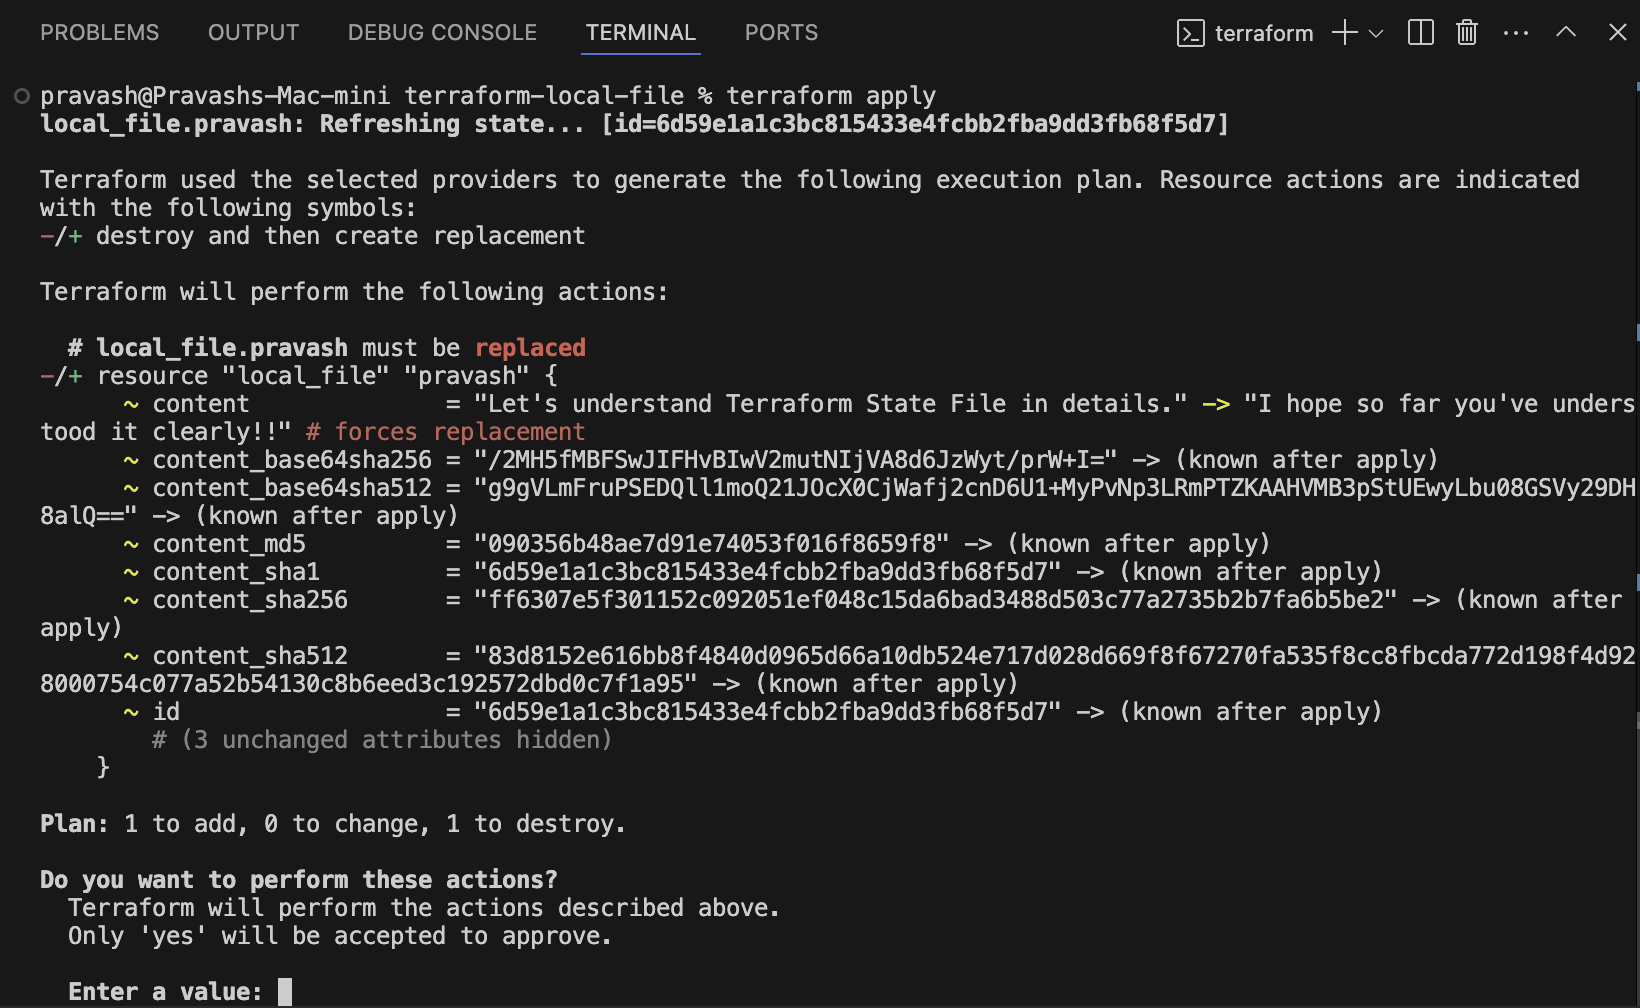 PROBLEMS OUTPUT DEBUG CONSOLE TERMINAL PORTS terraform
pravash@Pravashs-Mac-mini terraform-local-file % terraform apply
local_file.pravash: Refreshing state... [id=6d59e1a1c3bc815433e4fcbb2fba9dd3fb68f5d7]
Terraform used the selected providers to generate the following execution plan. Resource actions are indicated
with the following symbols:
-/+ destroy and then create replacement
Terraform will perform the following actions:
# local_file.pravash must be replaced
-/+ resource "local_file" "pravash" {
~ content = "Let's understand Terraform State File in details." -> "I hope so far you've unders
tood it clearly!!" # forces replacement
~ content_base64sha256 = "/2MH5fMBFSwJIFHvBIwV2mutNIjVA8d6JzWyt/prW+I=" -> (known after apply)
~ content_base64sha512 = "g9gVLmFruPSEDQll1moQ21JOcX0CjWafj2cnD6U1+MyPvNp3LRmPTZKAAHVMB3pStUEwyLbu08GSVy29DH
8alQ==" -> (known after apply)
~ content_md5 = "090356b48ae7d91e74053f016f8659f8" -> (known after apply)
~ content_sha1 = "6d59e1a1c3bc815433e4fcbb2fba9dd3fb68f5d7" -> (known after apply)
~ content_sha256 = "ff6307e5f301152c092051ef048c15da6bad3488d503c77a2735b2b7fa6b5be2" -> (known after
apply)
~ content_sha512 = "83d8152e616bb8f4840d0965d66a10db524e717d028d669f8f67270fa535f8cc8fbcda772d198f4d92
8000754c077a52b54130c8b6eed3c192572dbd0c7f1a95" -> (known after apply)
~ id = "6d59e1a1c3bc815433e4fcbb2fba9dd3fb68f5d7" -> (known after apply)
# (3 unchanged attributes hidden)
}
Plan: 1 to add, 0 to change, 1 to destroy.
Do you want to perform these actions?
Terraform will perform the actions described above.
Only 'yes' will be accepted to approve.
Enter a value: